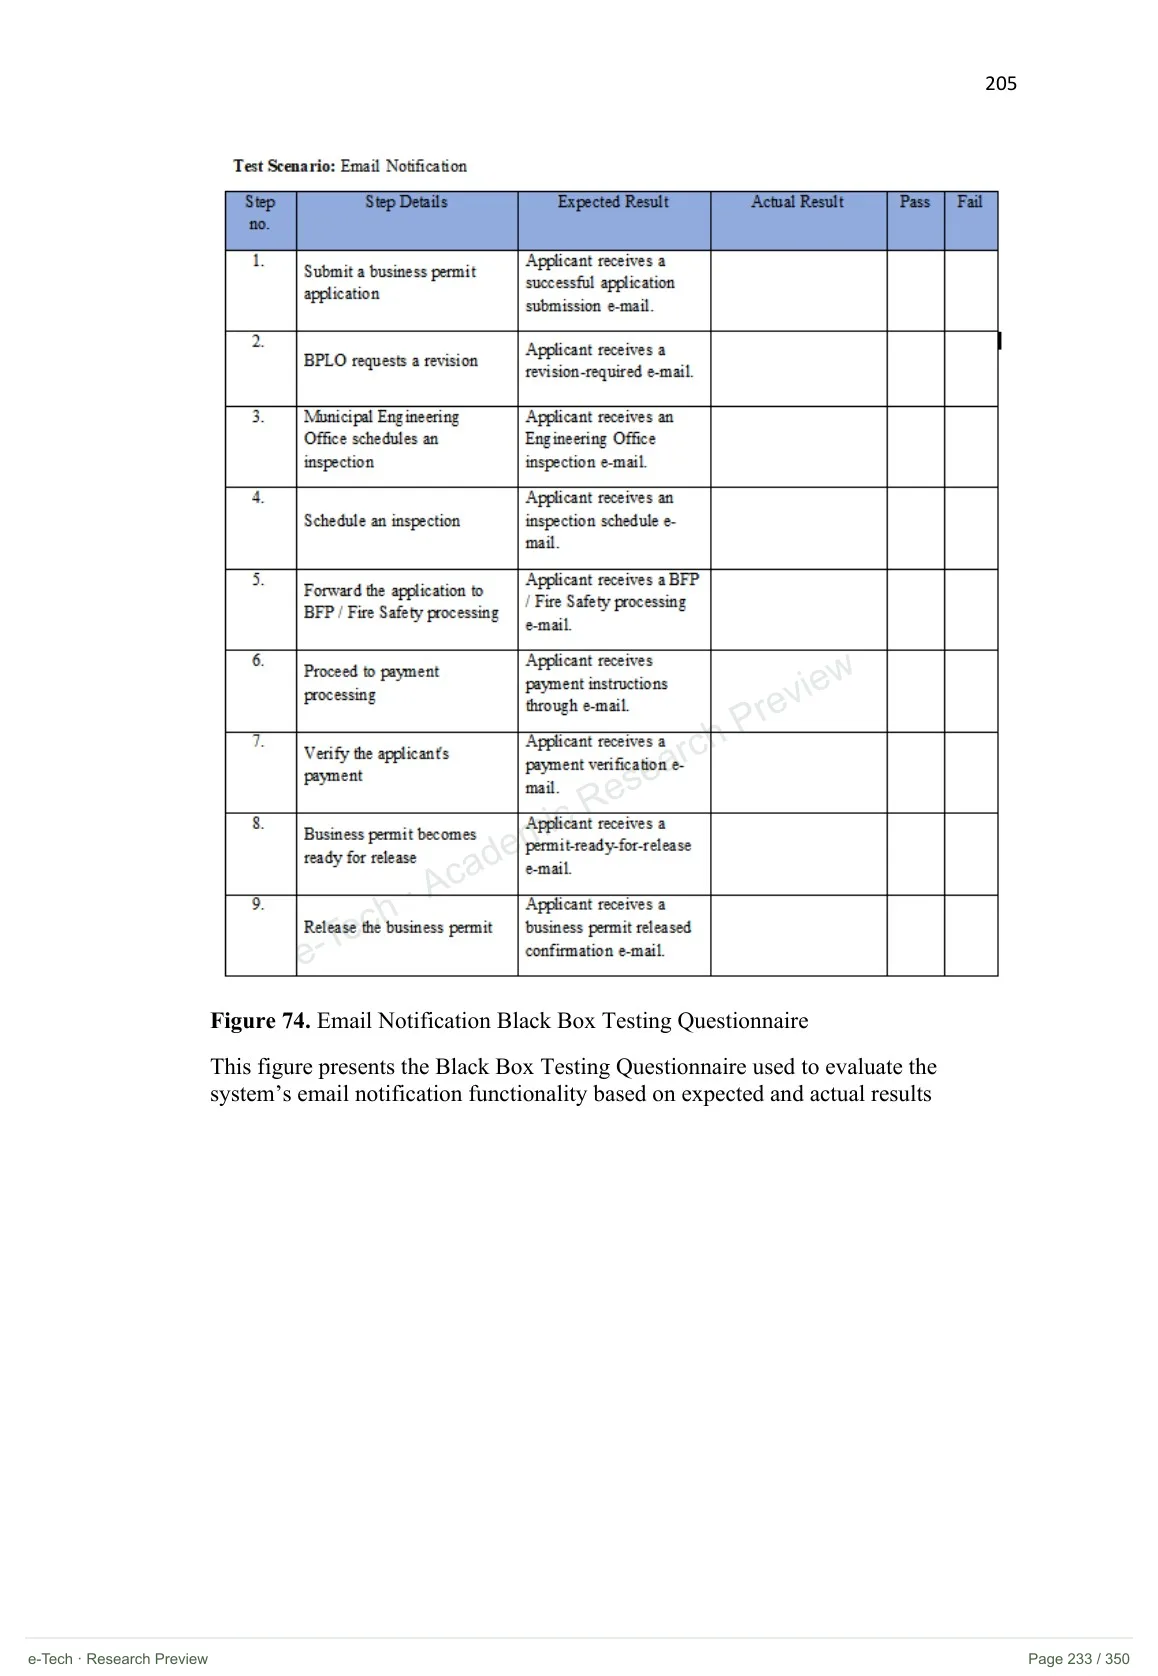 205
Test Scenario: Email Notification
Step no. Step Details Expected Result Actual Result Pass Fail
1.
Submit a business permit
application
Applicant receives a
successful application
submission e-mail.
2.
BPLO requests a revision
Applicant receives a
revision-required e-mail.
3.
Municipal Engineering
Office schedules an
inspection
Applicant receives an
Engineering Office
inspection e-mail.
4.
Schedule an inspection
Applicant receives an
inspection schedule e-
mail.
5.
Forward the application to
BFP / Fire Safety processing
Applicant receives a BFP
/ Fire Safety processing
e-mail.
6.
Proceed to payment
processing
Applicant receives
payment instructions
through e-mail.
7.
Verify the applicant's
payment
Applicant receives a
payment verification e-
mail.
8.
Business permit becomes
ready for release
Applicant receives a
permit-ready-for-release
e-mail.
9.
Release the business permit
Applicant receives a
business permit released
confirmation e-mail.
e-Tech · Academic Research Preview
Figure 74. Email Notification Black Box Testing Questionnaire
This figure presents the Black Box Testing Questionnaire used to evaluate the
system’s email notification functionality based on expected and actual results
e-Tech · Research Preview
Page 233 / 350